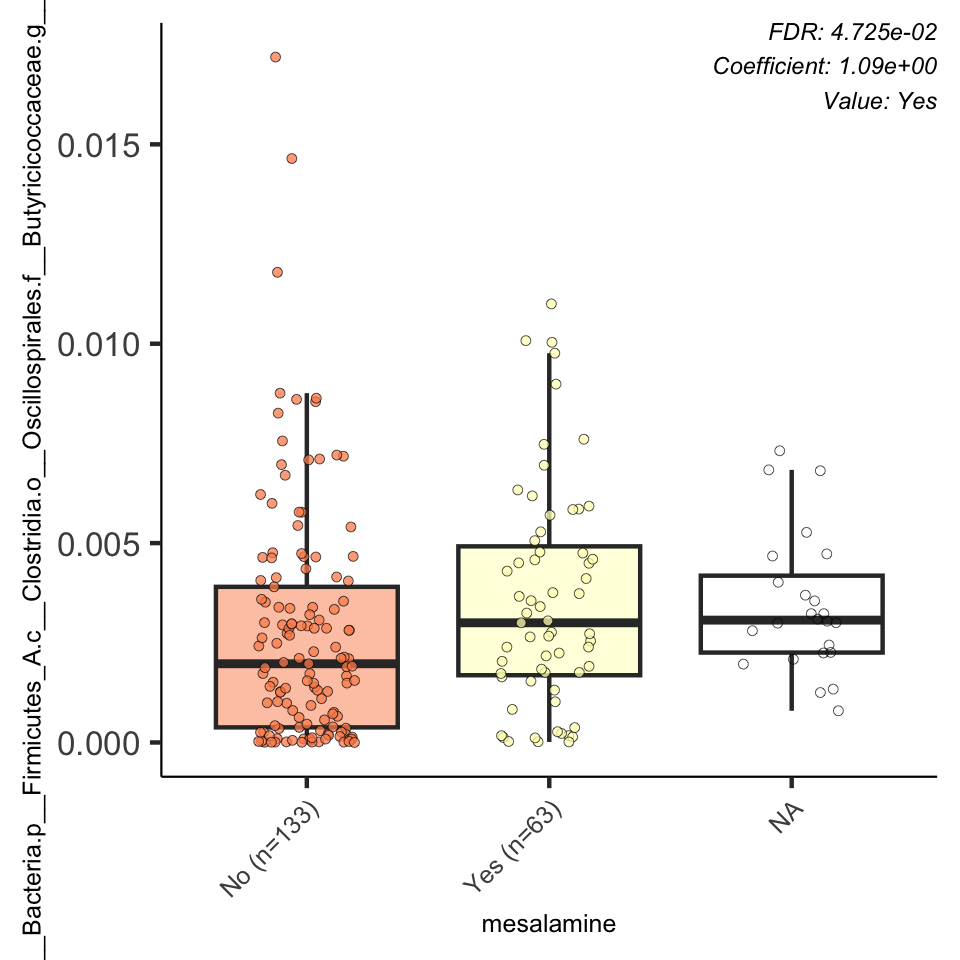 FDR: 4.725e-02
Coefficient: 1.09e+00
Value: Yes
__Bacteria.p__Firmicutes_A.c__Clostridia.o__Oscillospirales.f__Butyricicoccaceae.g__
0.015
0.010
0.005
0.000
No (n=133)
Yes (n=63)
NA
mesalamine